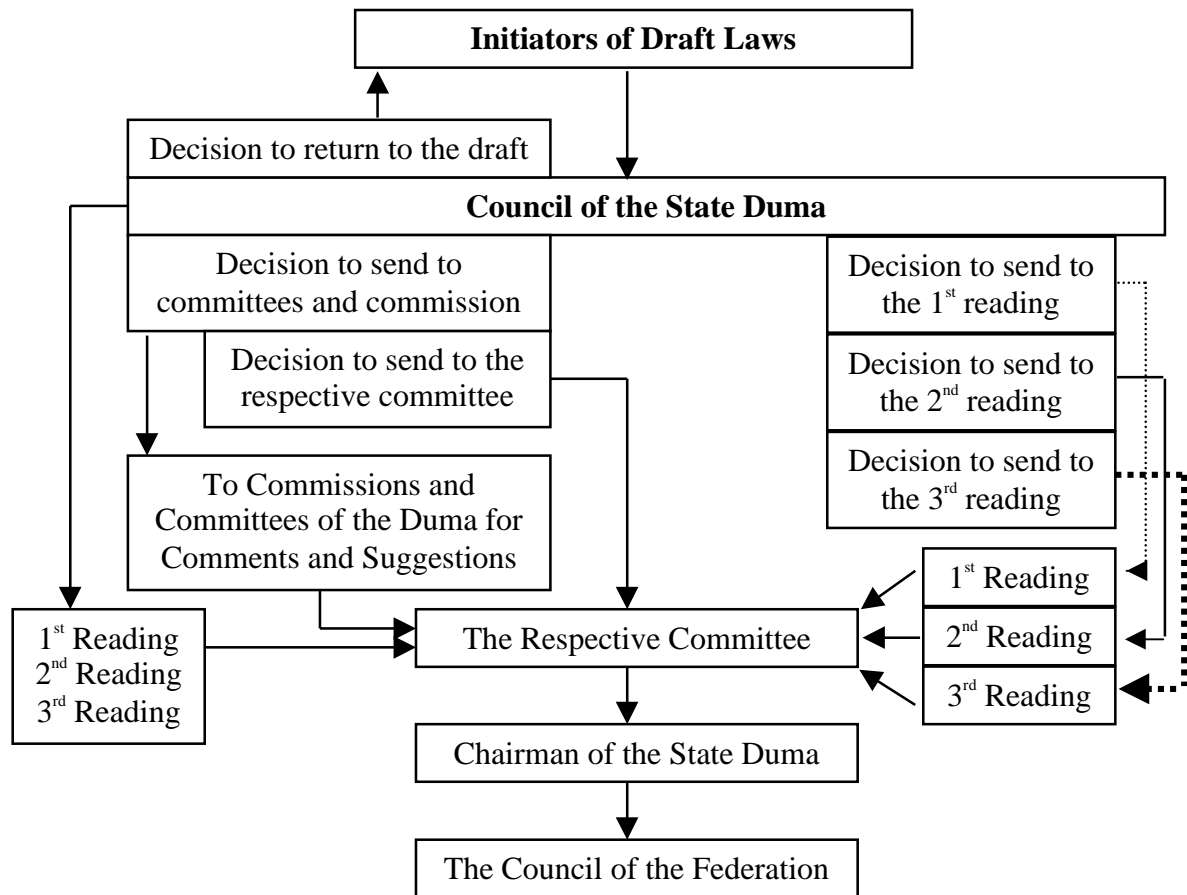 Initiators of Draft Laws
Decision to return to the draft
Council of the State Duma
Decision to send to
committees and commission
Decision to send to the
respective committee
Decision to send to
the 1st reading
Decision to send to
the 2nd reading
Decision to send to
the 3rd reading
To Commissions and
Committees of the Duma for
Comments and Suggestions
1st Reading
2nd Reading
3rd Reading
The Respective Committee
1st Reading
2nd Reading
3rd Reading
Chairman of the State Duma
The Council of the Federation